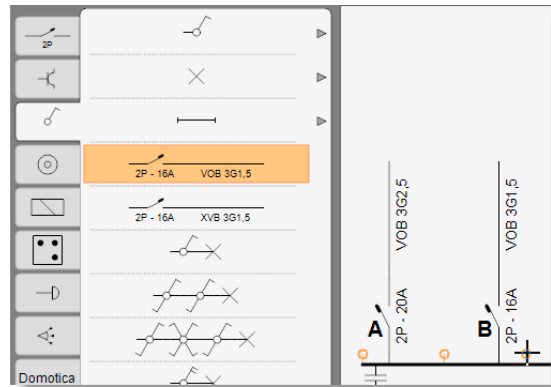 2P
2P - 16A VOB 3G1,5
2P - 16A XVB 3G1,5
Domotica
A
2P - 20A
VOB 3G2,5
B
2P - 16A
VOB 3G1,5